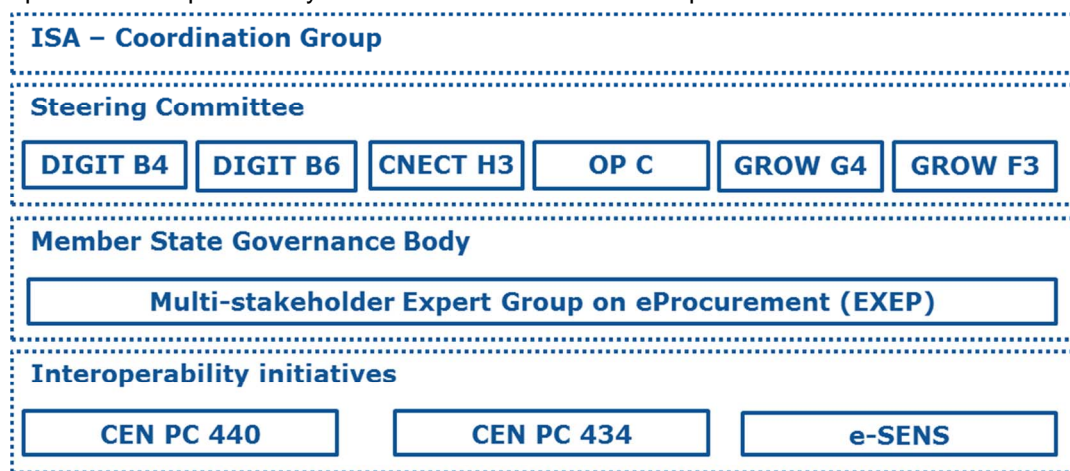 ISA – Coordination Group
Steering Committee
DIGIT B4 DIGIT B6 CNECT H3 OP C GROW G4 GROW F3
Member State Governance Body
Multi-stakeholder Expert Group on eProcurement (EXEP)
Interoperability initiatives
CEN PC 440 CEN PC 434 e-SENS